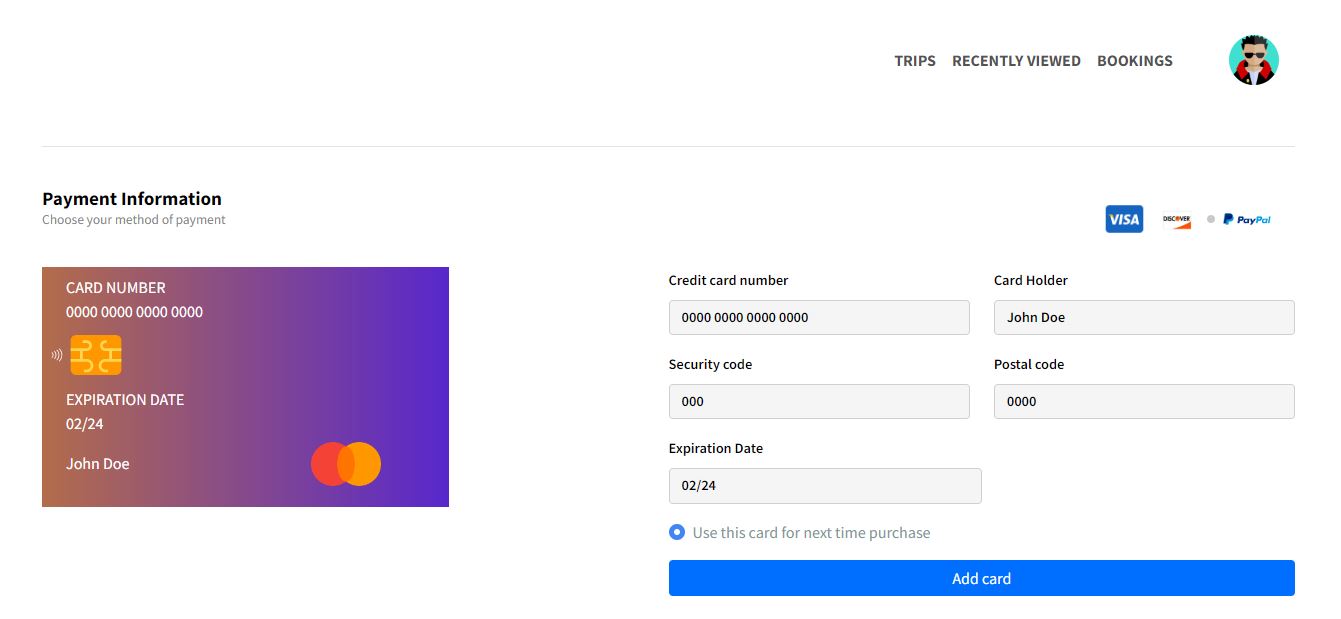 TRIPS RECENTLY VIEWED BOOKINGS
Payment Information
Choose your method of payment
VISA DISCOVER PayPal
CARD NUMBER
0000 0000 0000 0000
EXPIRATION DATE
02/24
John Doe
Credit card number Card Holder
0000 0000 0000 0000 John Doe
Security code Postal code
000 0000
Expiration Date
02/24
Use this card for next time purchase
Add card